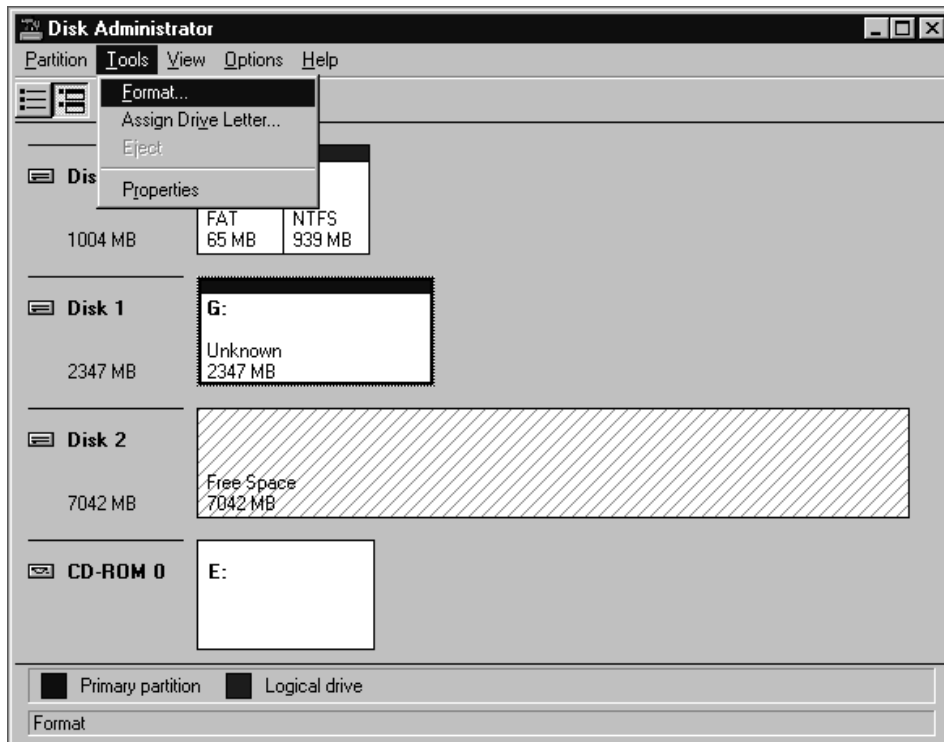 Disk Administrator
Partition Tools View Options Help
Format...
Assign Drive Letter...
Eject
Properties
Dis
FAT NTFS
1004 MB 65 MB 939 MB
Disk 1 G:
Unknown
2347 MB 2347 MB
Disk 2
Free Space
7042 MB 7042 MB
CD-ROM 0 E:
Primary partition Logical drive
Format